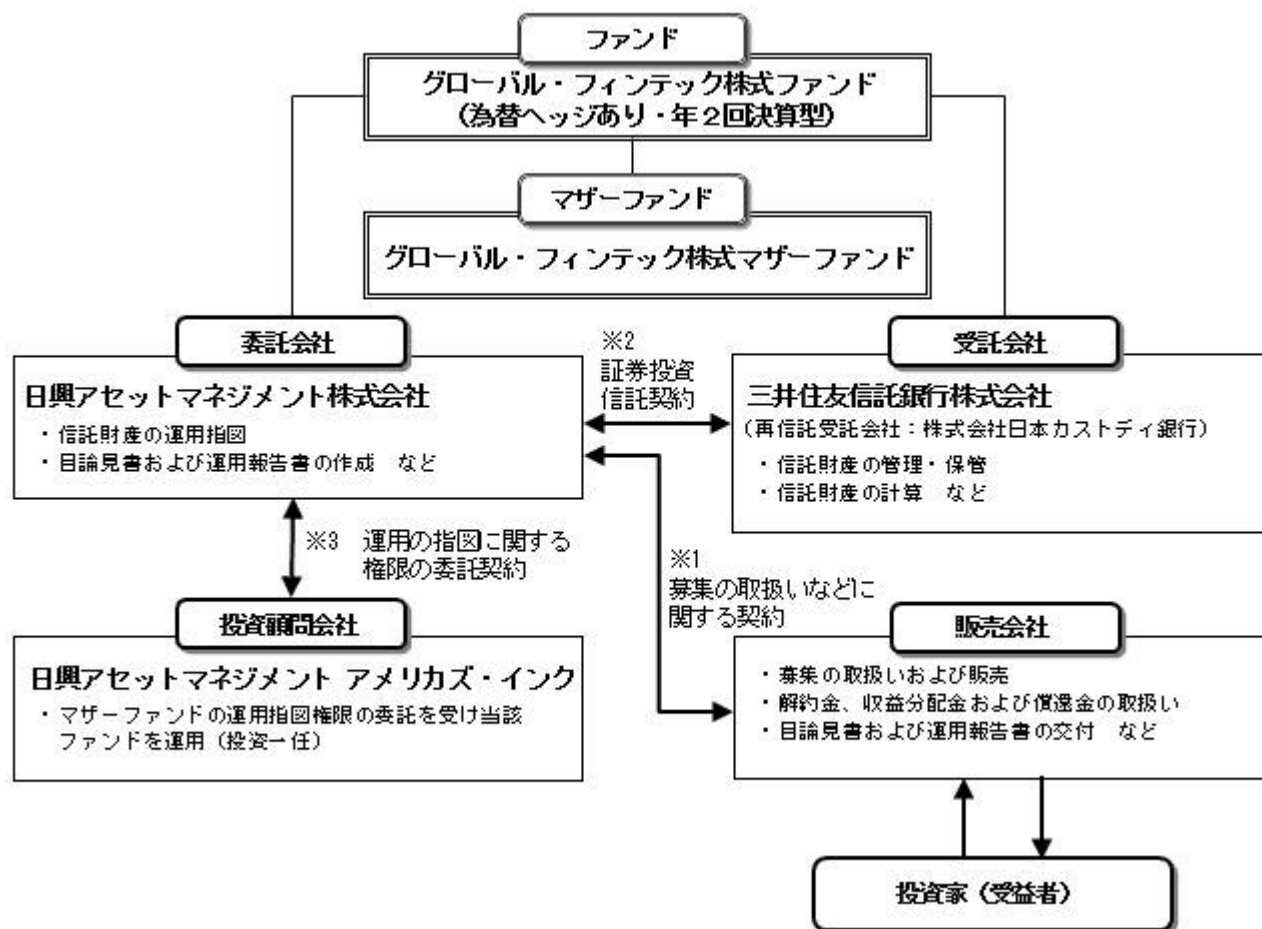 ファンド
グローバル・フィンテック株式ファンド
(為替ヘッジあり・年2回決算型)
マザーファンド
グローバル・フィンテック株式マザーファンド
委託会社
日興アセットマネジメント株式会社
・信託財産の運用指図
・目論見書および運用報告書の作成 など
※2
証券投資
信託契約
受託会社
三井住友信託銀行株式会社
(再信託受託会社:株式会社日本カストディ銀行)
・信託財産の管理・保管
・信託財産の計算 など
※3 運用の指図に関する
権限の委託契約
※1
募集の取扱いなどに
関する契約
投資顧問会社
日興アセットマネジメント アメリカズ・インク
・マザーファンドの運用指図権限の委託を受け当該
ファンドを運用(投資一任)
販売会社
・募集の取扱いおよび販売
・解約金、収益分配金および償還金の取扱い
・目論見書および運用報告書の交付 など
投資家(受益者)